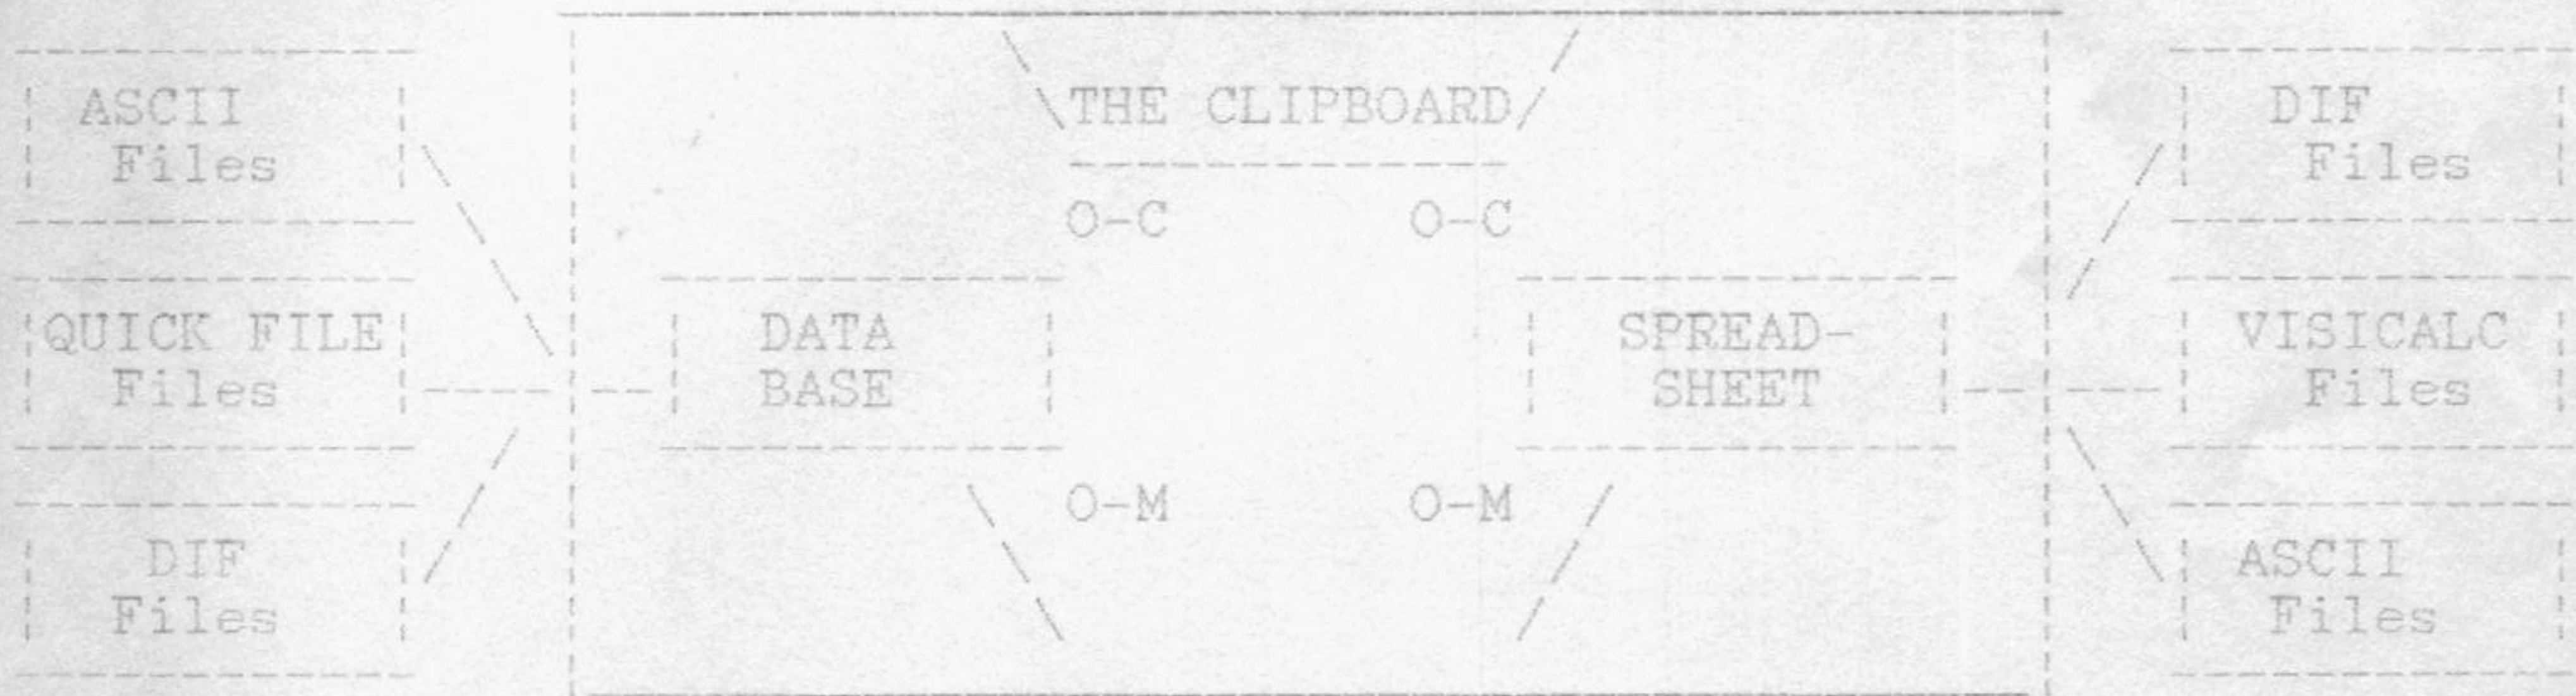 THE CLIPBOARD
O-C
O-C
ASCII
Files
QUICK FILE
Files
DIF
Files
DATA
BASE
SPREAD-
SHEET
O-M
O-M
DIF
Files
VISICALC
Files
ASCII
Files